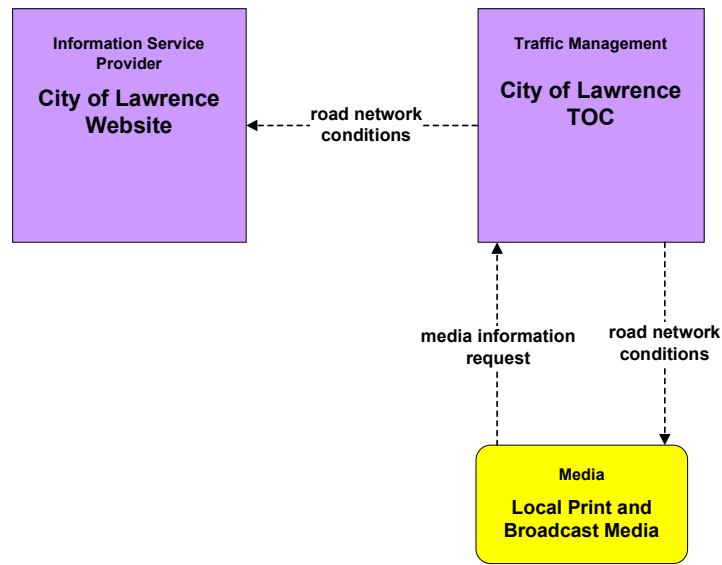 Information Service
Provider
City of Lawrence
Website
road network
conditions
Traffic Management
City of Lawrence
TOC
media information
request
road network
conditions
Media
Local Print and
Broadcast Media